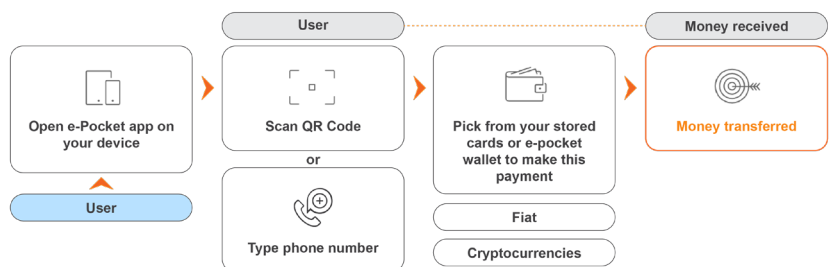 User
Money received
Open e-Pocket app on
your device
User
Scan QR Code
or
Type phone number
Pick from your stored
cards or e-pocket
wallet to make this
payment
Fiat
Cryptocurrencies
Money transferred